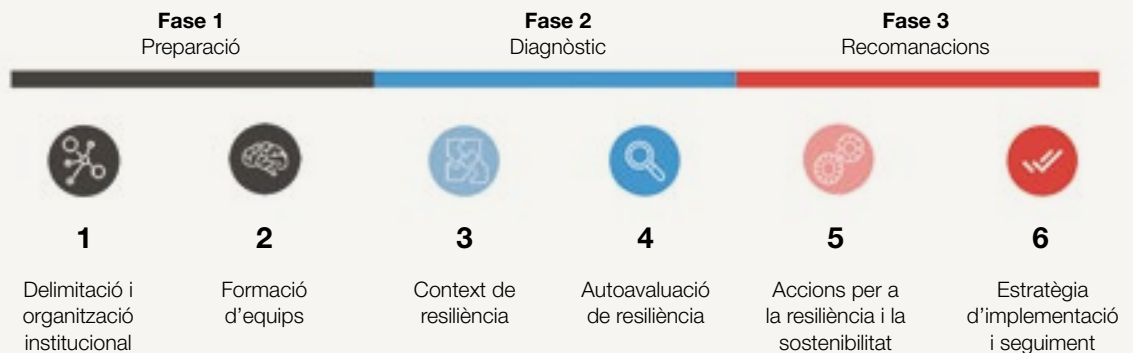 Fase 1
Preparació
Fase 2
Diagnòstic
Fase 3
Recomanacions
1
Delimitació i
organització
institucional
2
Formació
d’equips
3
Context de
resiliència
4
Autoavaluació
de resiliència
5
Accions per a
la resiliència i la
sostenibilitat
6
Estratègia
d’implementació
i seguiment